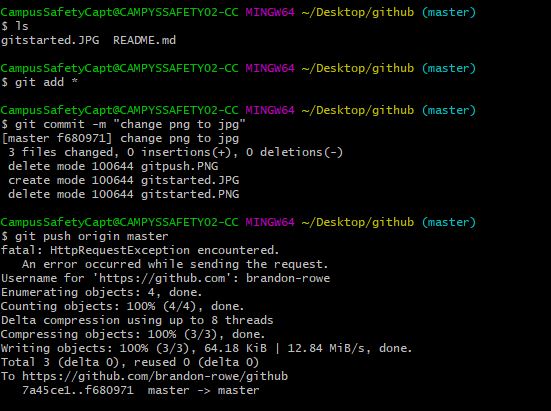 CampusSafetyCapt@CAMPYSSAFETY02-CC MINGW64 ~/Desktop/github (master)
$ ls
gitstarted.JPG  README.md
CampusSafetyCapt@CAMPYSSAFETY02-CC MINGW64 ~/Desktop/github (master)
$ git add *
CampusSafetyCapt@CAMPYSSAFETY02-CC MINGW64 ~/Desktop/github (master)
$ git commit -m "change png to jpg"
[master f680971] change png to jpg
 3 files changed, 0 insertions(+), 0 deletions(-)
 delete mode 100644 gitpush.PNG
 create mode 100644 gitstarted.JPG
 delete mode 100644 gitstarted.PNG
CampusSafetyCapt@CAMPYSSAFETY02-CC MINGW64 ~/Desktop/github (master)
$ git push origin master
fatal: HttpRequestException encountered.
   An error occurred while sending the request.
Username for 'https://github.com': brandon-rowe
Enumerating objects: 4, done.
Counting objects: 100% (4/4), done.
Delta compression using up to 8 threads
Compressing objects: 100% (3/3), done.
Writing objects: 100% (3/3), 64.18 KiB | 12.84 MiB/s, done.
Total 3 (delta 0), reused 0 (delta 0)
To https://github.com/brandon-rowe/github
   7a45ce1..f680971  master -> master